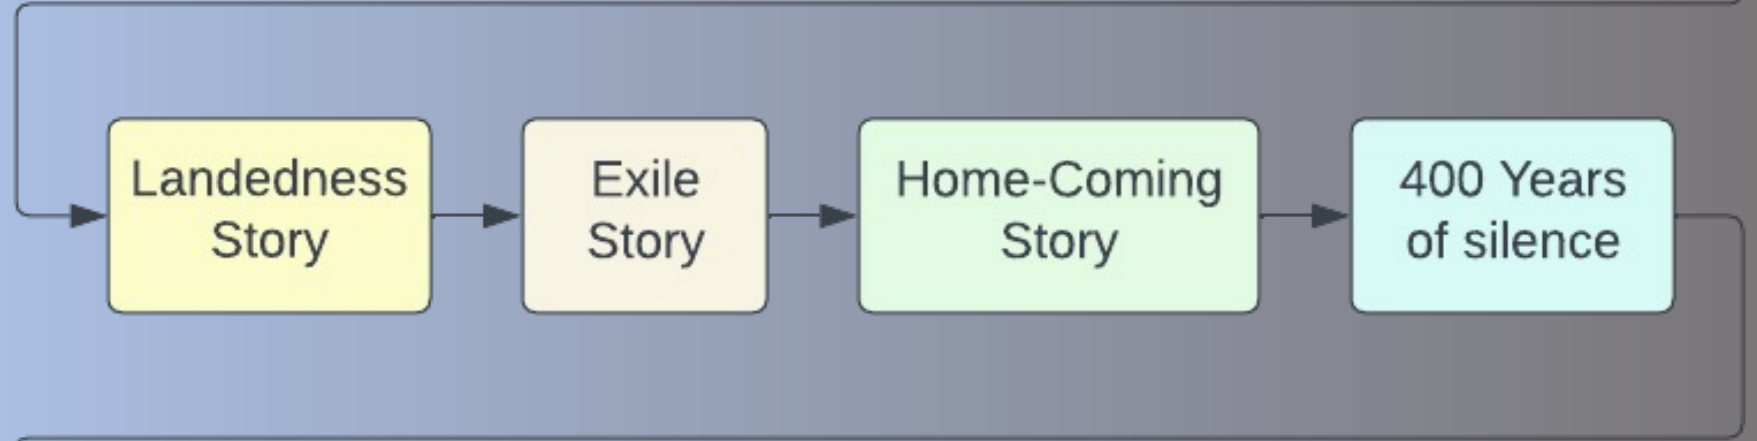 Landedness
Story
Exile
Story
Home-Coming
Story
400 Years
of silence